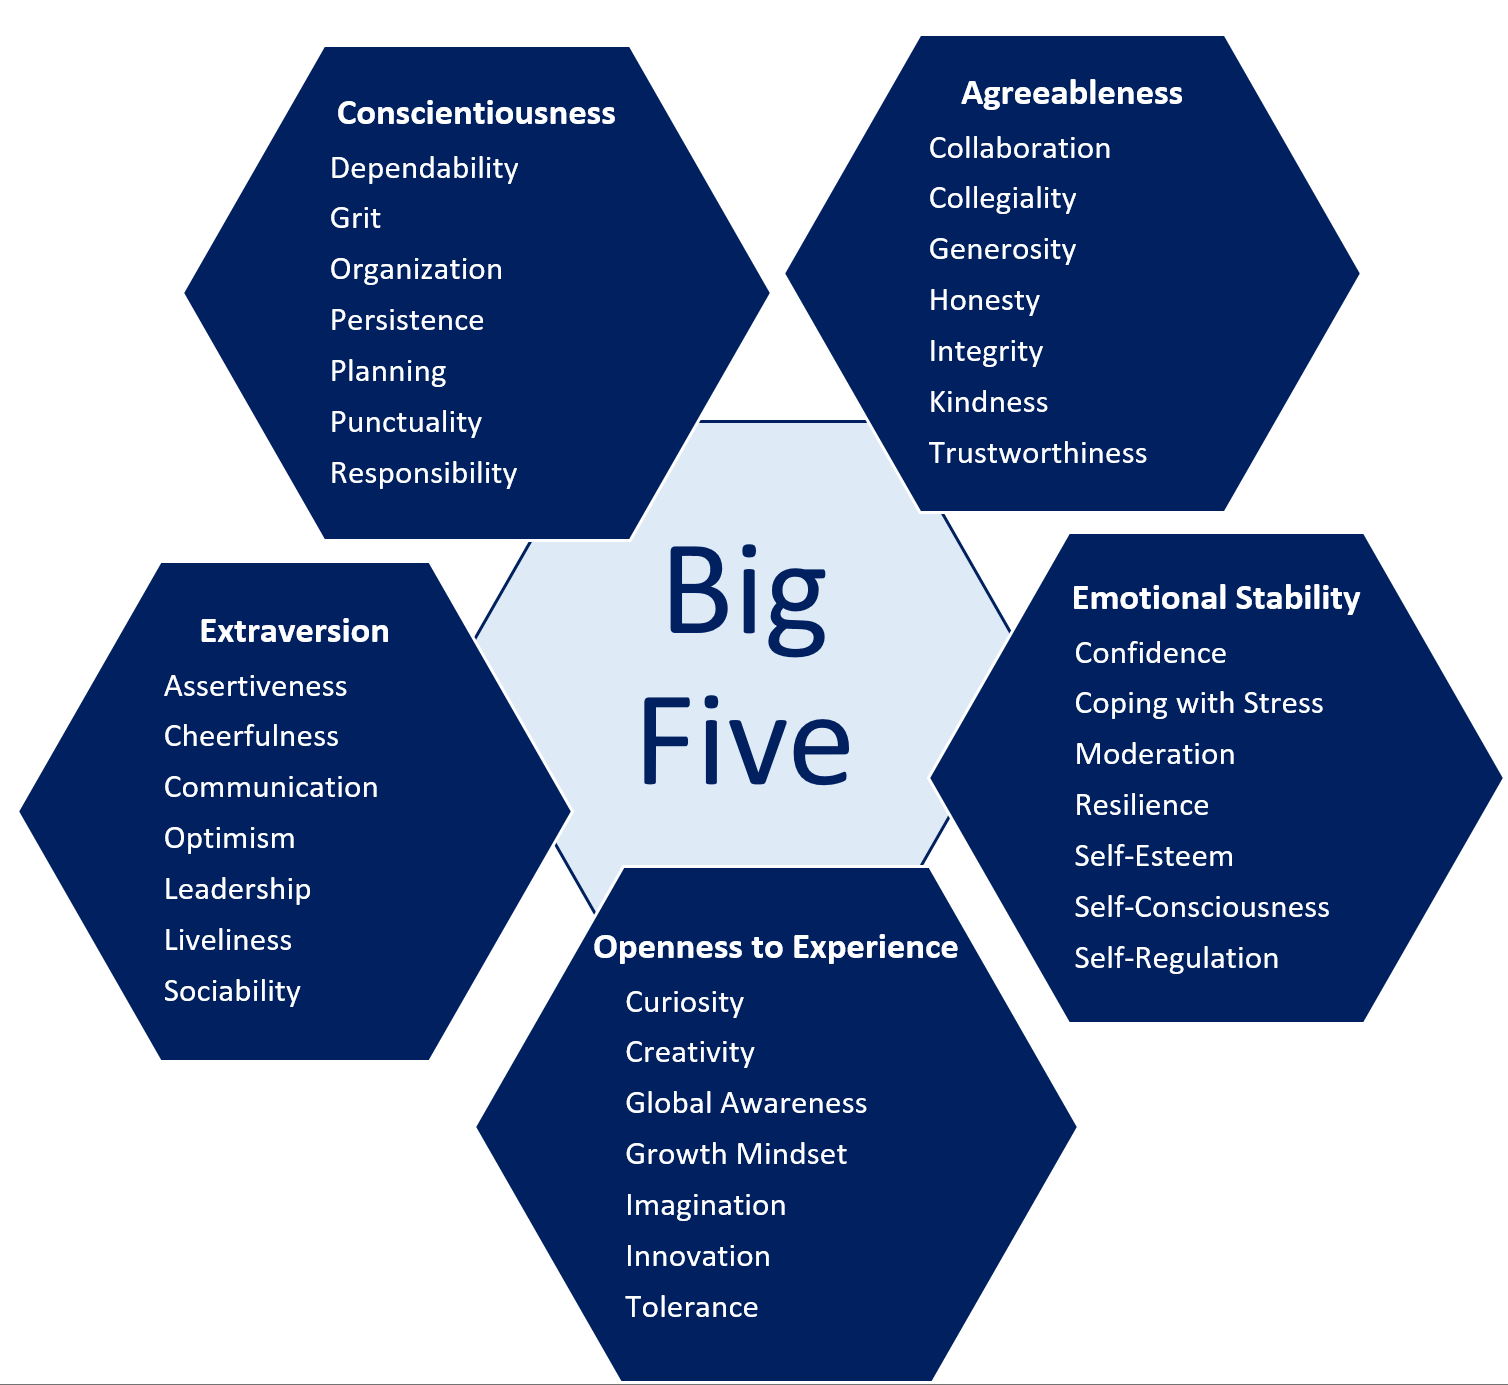 Conscientiousness
Dependability
Grit
Organization
Persistence
Planning
Punctuality
Responsibility
Agreeableness
Collaboration
Collegiality
Generosity
Honesty
Integrity
Kindness
Trustworthiness
Big
Five
Extraversion
Assertiveness
Cheerfulness
Communication
Optimism
Leadership
Liveliness
Sociability
Emotional Stability
Confidence
Coping with Stress
Moderation
Resilience
Self-Esteem
Self-Consciousness
Self-Regulation
Openness to Experience
Curiosity
Creativity
Global Awareness
Growth Mindset
Imagination
Innovation
Tolerance